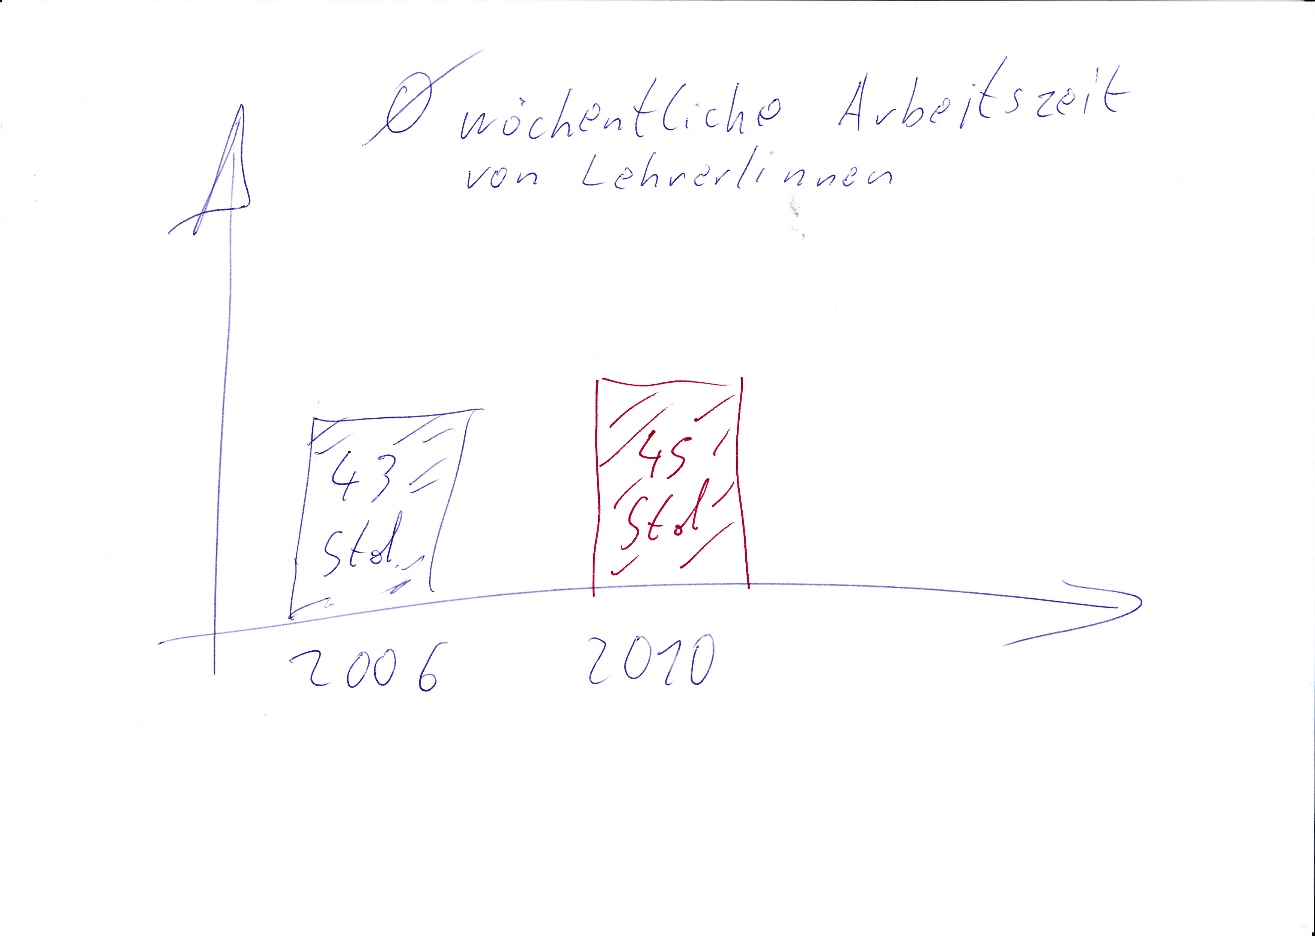 Ø wöchentliche Arbeitszeit
von Lehrer/innen
43
Std.
45
Std
2006
2010